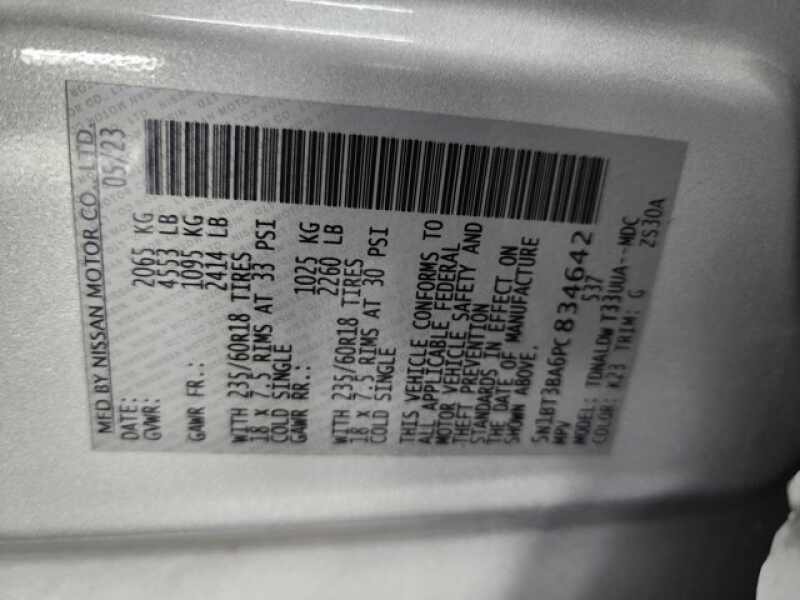 MFD BY NISSAN MOTOR CO., LTD.
DATE: 05/23
GVWR: 2065 KG
4553 LB
GAWR FR.: 1095 KG
2414 LB
WITH 235/60R18 TIRES
18 X 7.5 RIMS AT 33 PSI
COLD SINGLE
GAWR RR.: 1025 KG
2260 LB
WITH 235/60R18 TIRES
18 X 7.5 RIMS AT 30 PSI
COLD SINGLE
THIS VEHICLE CONFORMS TO
ALL APPLICABLE FEDERAL
MOTOR VEHICLE SAFETY AND
THEFT PREVENTION
STANDARDS IN EFFECT ON
THE DATE OF MANUFACTURE
SHOWN ABOVE.
5N1BT3BA6PC834642
MPV S37
MODEL: TDNALDW T33UUA--NDC
COLOR: K23 TRIM: G ZS30A